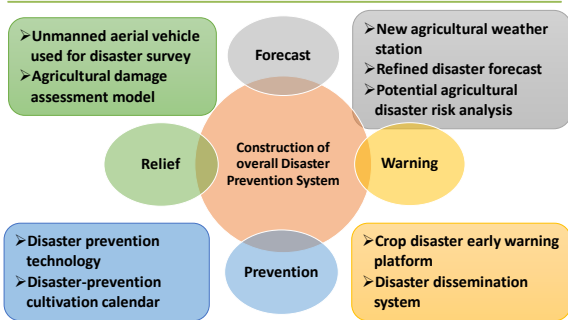 ➢Unmanned aerial vehicle
used for disaster survey
➢Agricultural damage
assessment model
Forecast
➢New agricultural weather
station
➢Refined disaster forecast
➢Potential agricultural
disaster risk analysis
Relief
Construction of
overall Disaster
Prevention System
Warning
➢Disaster prevention
technology
➢Disaster-prevention
cultivation calendar
Prevention
➢Crop disaster early warning
platform
➢Disaster dissemination
system